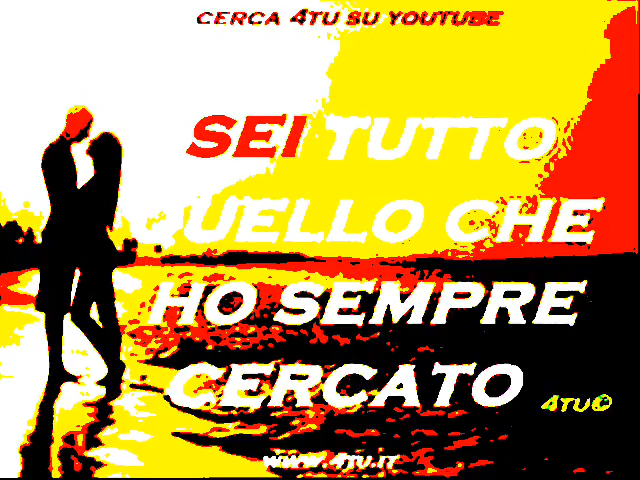 CERCA 4TU SU YOUTUBE
SEI TUTTO
QUELLO CHE
HO SEMPRE
CERCATO
4TU©
WWW.4TU.IT